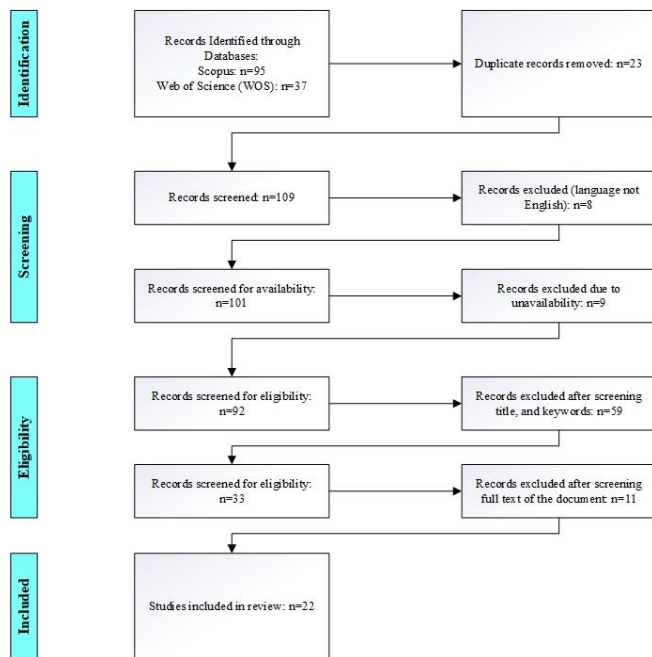 Identification
Records Identified through
Databases:
Scopus: n=95
Web of Science (WOS): n=37
Duplicate records removed: n=23
Screening
Records screened: n=109
Records excluded (language not
English): n=8
Records screened for availability:
n=101
Records excluded due to
unavailability: n=9
Eligibility
Records screened for eligibility:
n=92
Records excluded after screening
title, and keywords: n=59
Records screened for eligibility:
n=33
Records excluded after screening
full text of the document: n=11
Included
Studies included in review: n=22